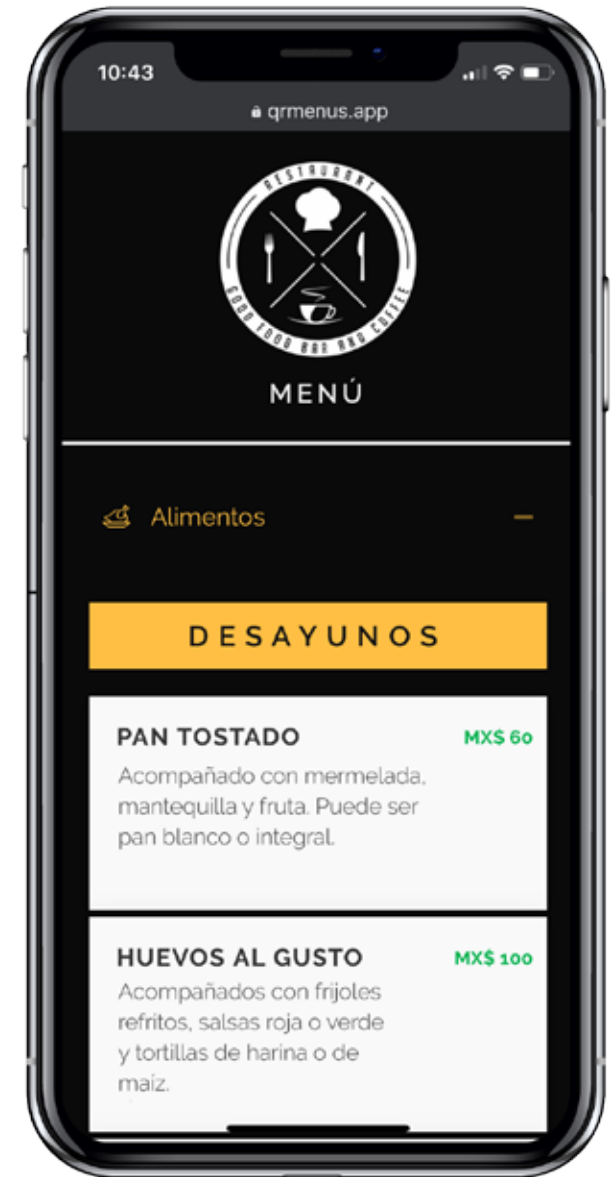 10:43
qrmenus.app
RESTAURANT
GOOD FOOD BAR AND COFFEE
MENÚ
Alimentos
DESAYUNOS
PAN TOSTADO
MX$ 60
Acompañado con mermelada,
mantequilla y fruta. Puede ser
pan blanco o integral.
HUEVOS AL GUSTO
MX$ 100
Acompañados con frijoles
refritos, salsas roja o verde
y tortillas de harina o de
maíz.